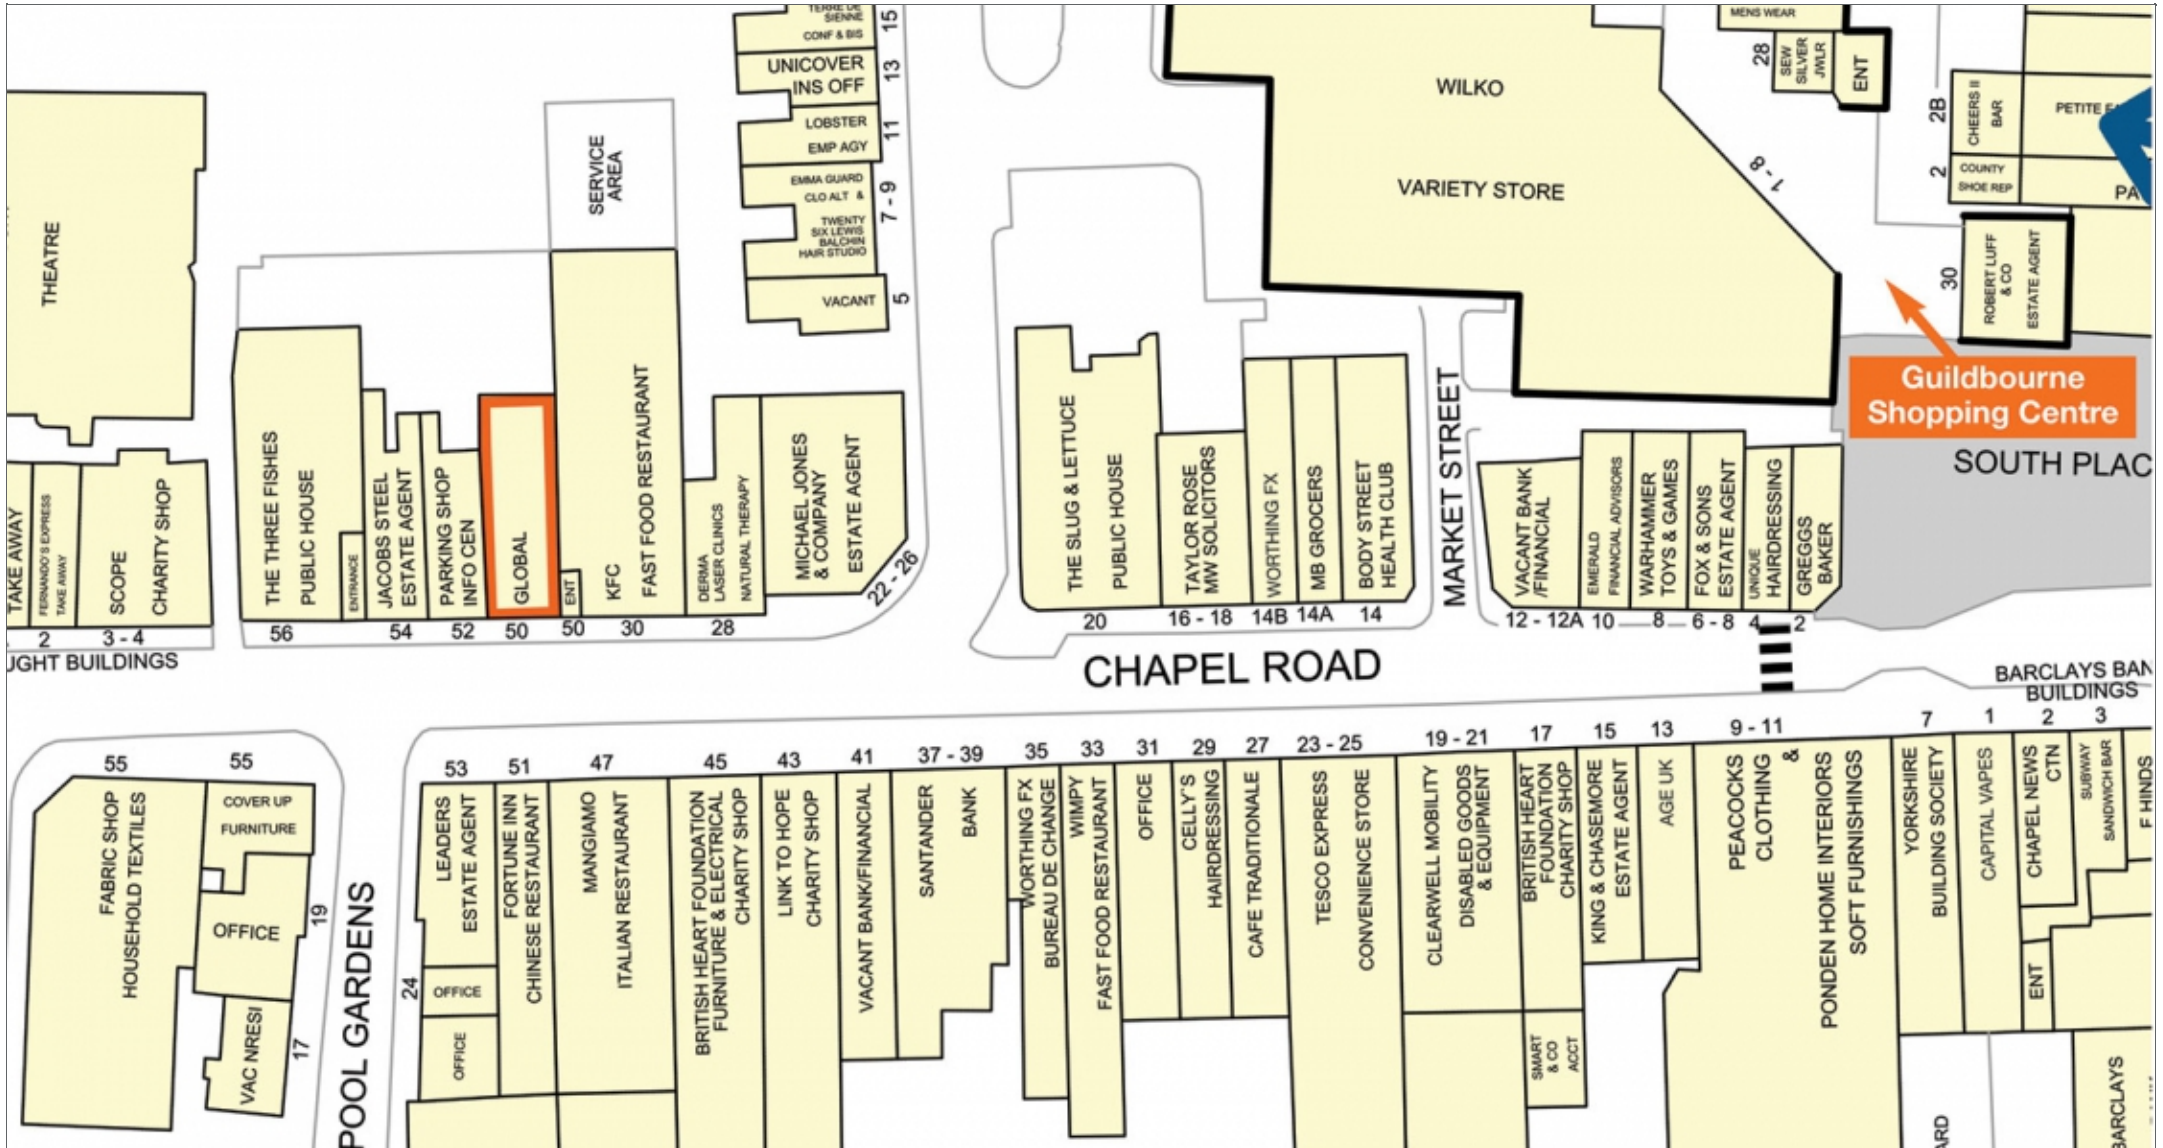 TERRE DE
SIENNE
CONF & BIS
15
UNICOVER
INS OFF
13
LOBSTER
EMP AGY
11
EMMA GUARD
CLO ALT &
TWENTY
SIX LEWIS
BALCHIN
HAIR STUDIO
7 - 9
VACANT
5
SERVICE
AREA
WILKO
VARIETY STORE
1 - 8
MENS WEAR
28
SEW
SILVER
JWLR
ENT
2B
CHEERS II
BAR
PETITE
2
COUNTY
SHOE REP
30
ROBERT LUFF
& CO
ESTATE AGENT
Guildbourne
Shopping Centre
SOUTH PLAC
THEATRE
TAKE AWAY
FERNANDO'S EXPRESS
TAKE AWAY
2
SCOPE
CHARITY SHOP
3 - 4
UGHT BUILDINGS
THE THREE FISHES
PUBLIC HOUSE
56
ENTRANCE
JACOBS STEEL
ESTATE AGENT
54
PARKING SHOP
INFO CEN
52
GLOBAL
50
ENT
50
KFC
FAST FOOD RESTAURANT
30
DERMA
LASER CLINICS
NATURAL THERAPY
28
MICHAEL JONES
& COMPANY
ESTATE AGENT
22 - 26
THE SLUG & LETTUCE
PUBLIC HOUSE
20
TAYLOR ROSE
MW SOLICITORS
16 - 18
WORTHING FX
14B
MB GROCERS
14A
BODY STREET
HEALTH CLUB
14
MARKET STREET
VACANT BANK
/FINANCIAL
12 - 12A
EMERALD
FINANCIAL ADVISORS
10
WARHAMMER
TOYS & GAMES
8
FOX & SONS
ESTATE AGENT
6 - 8
UNIQUE
HAIRDRESSING
4
GREGGS
BAKER
2
CHAPEL ROAD
BARCLAYS BAN
BUILDINGS
55
FABRIC SHOP
HOUSEHOLD TEXTILES
55
COVER UP
FURNITURE
OFFICE
19
VAC NRESI
17
POOL GARDENS
53
LEADERS
ESTATE AGENT
24
OFFICE
OFFICE
51
FORTUNE INN
CHINESE RESTAURANT
47
MANGIAMO
ITALIAN RESTAURANT
45
BRITISH HEART FOUNDATION
FURNITURE & ELECTRICAL
CHARITY SHOP
43
LINK TO HOPE
CHARITY SHOP
41
VACANT BANK/FINANCIAL
37 - 39
SANTANDER
BANK
35
WORTHING FX
BUREAU DE CHANGE
33
WIMPY
FAST FOOD RESTAURANT
31
OFFICE
29
CELLY'S
HAIRDRESSING
27
CAFE TRADITIONALE
23 - 25
TESCO EXPRESS
CONVENIENCE STORE
19 - 21
CLEARWELL MOBILITY
DISABLED GOODS
& EQUIPMENT
17
BRITISH HEART
FOUNDATION
CHARITY SHOP
SMART
& CO
ACCT
15
KING & CHASEMORE
ESTATE AGENT
13
AGE UK
9 - 11
PEACOCKS
CLOTHING
&
PONDEN HOME INTERIORS
SOFT FURNISHINGS
7
YORKSHIRE
BUILDING SOCIETY
1
CAPITAL VAPES
2
CHAPEL NEWS
CTN
ENT
3
SUBWAY
SANDWICH BAR
F HINDS
BARCLAYS
ARD